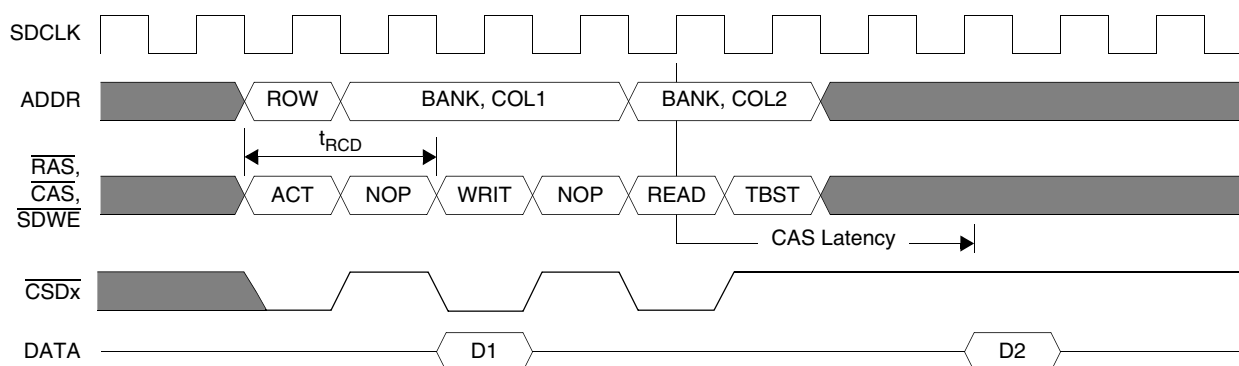 SDCLK
ADDR ROW BANK, COL1 BANK, COL2
tRCD
RAS,
CAS,
SDWE
ACT NOP WRIT NOP READ TBST
CAS Latency
CSDx
DATA D1 D2